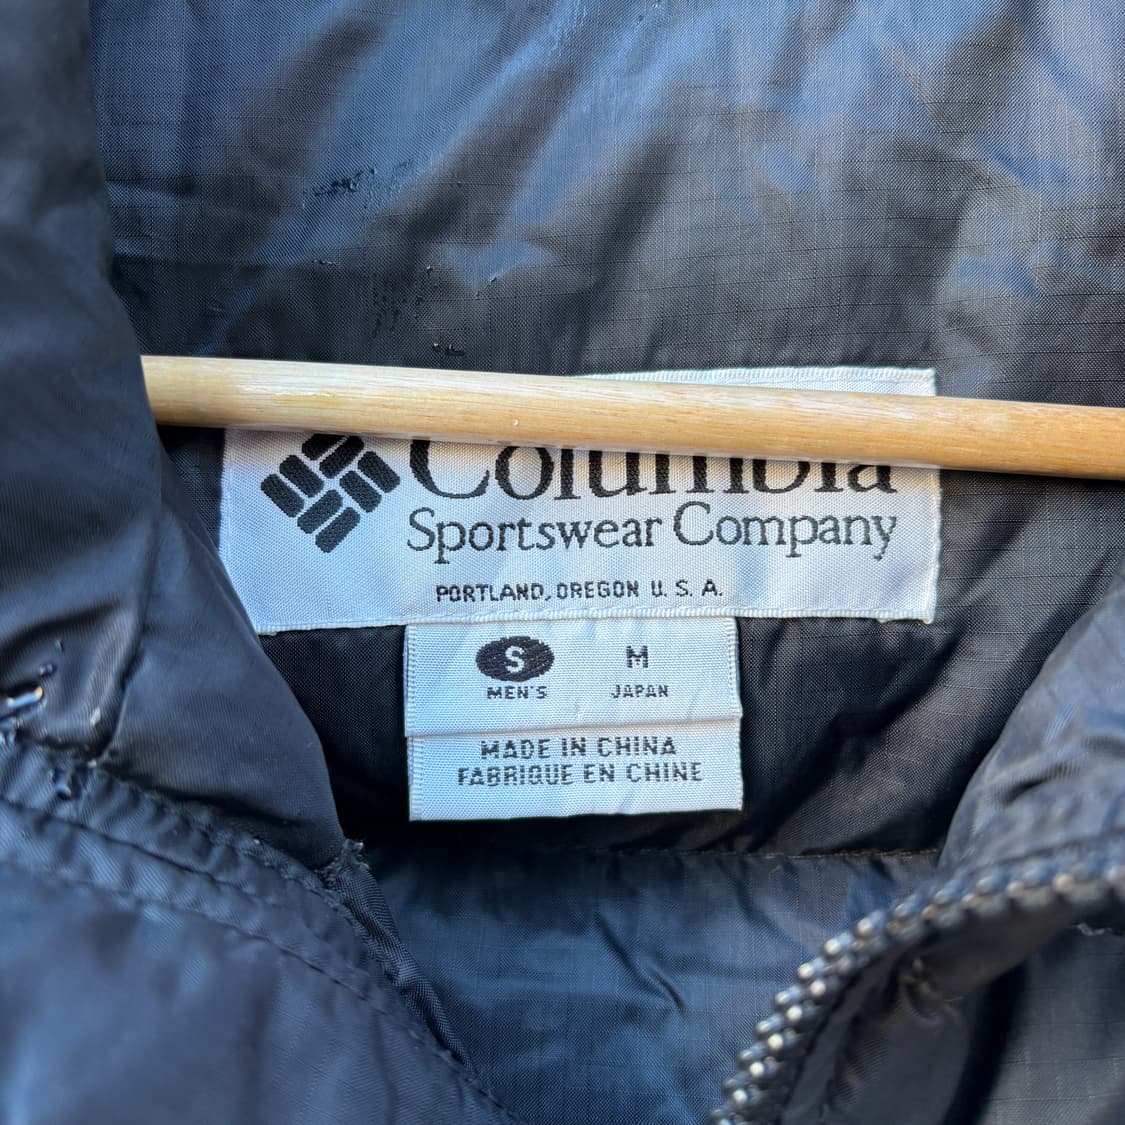 Columbia
Sportswear Company
PORTLAND, OREGON U. S. A.
S M
MEN'S JAPAN
MADE IN CHINA
FABRIQUE EN CHINE